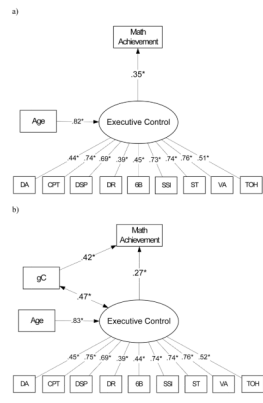 a)
Math
Achievement
.35*
Age
.82*
Executive Control
.44* .74* .69* .39* .45* .73* .74* .76* .51*
DA CPT DSP DR 6B SSI ST VA TOH
b)
Math
Achievement
.42*
gC
.27*
.47*
Age
.83*
Executive Control
.45* .75* .69* .39* .44* .74* .74* .76* .52*
DA CPT DSP DR 6B SSI ST VA TOH